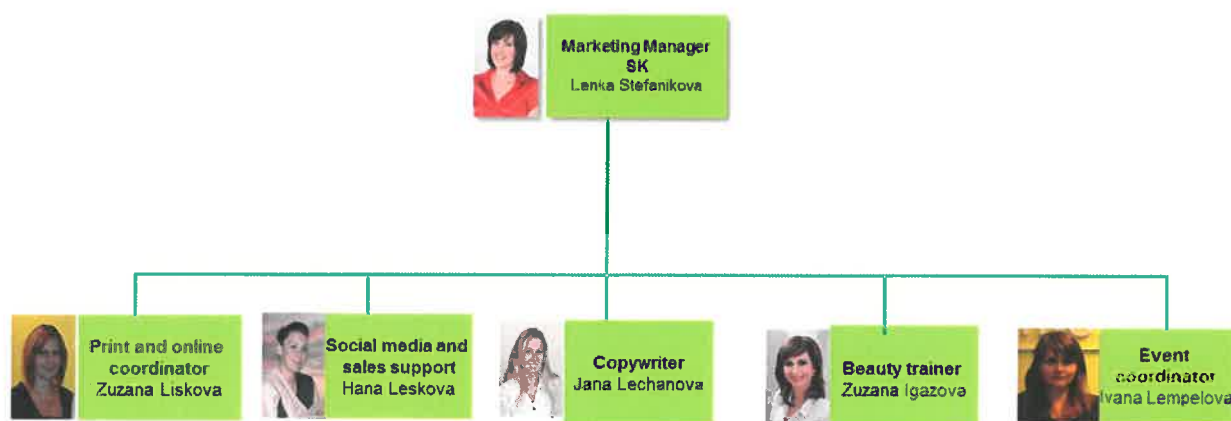 Marketing Manager
SK
Lenka Stefanikova
Print and online
coordinator
Zuzana Liskova
Social media and
sales support
Hana Leskova
Copywriter
Jana Lechanova
Beauty trainer
Zuzana Igazova
Event
coordinator
Ivana Lempelova